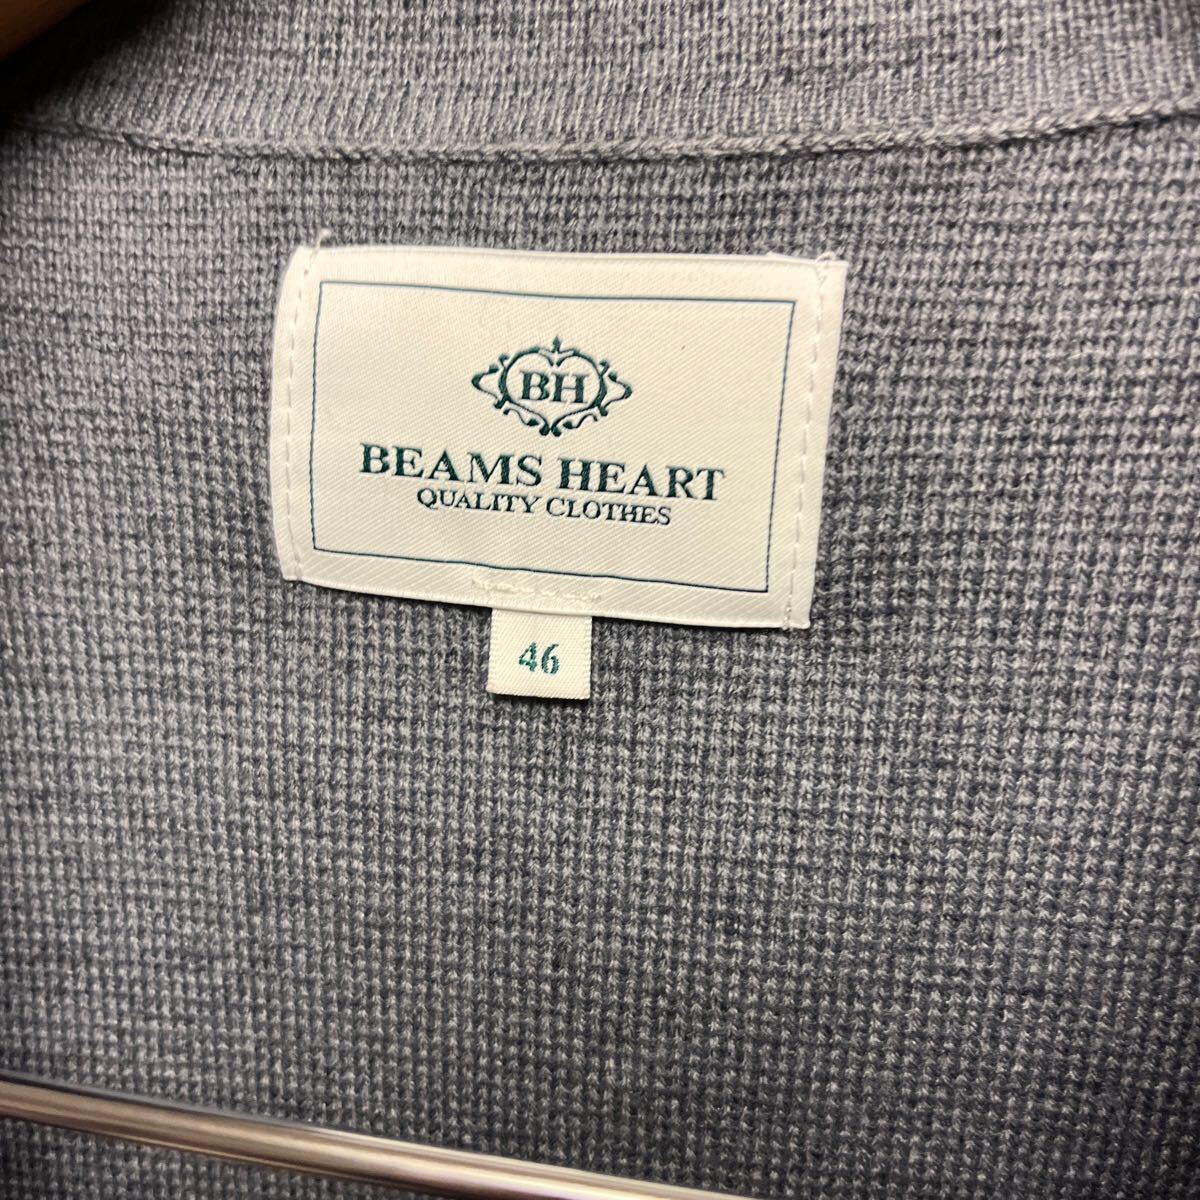 BH
BEAMS HEART
QUALITY CLOTHES
46